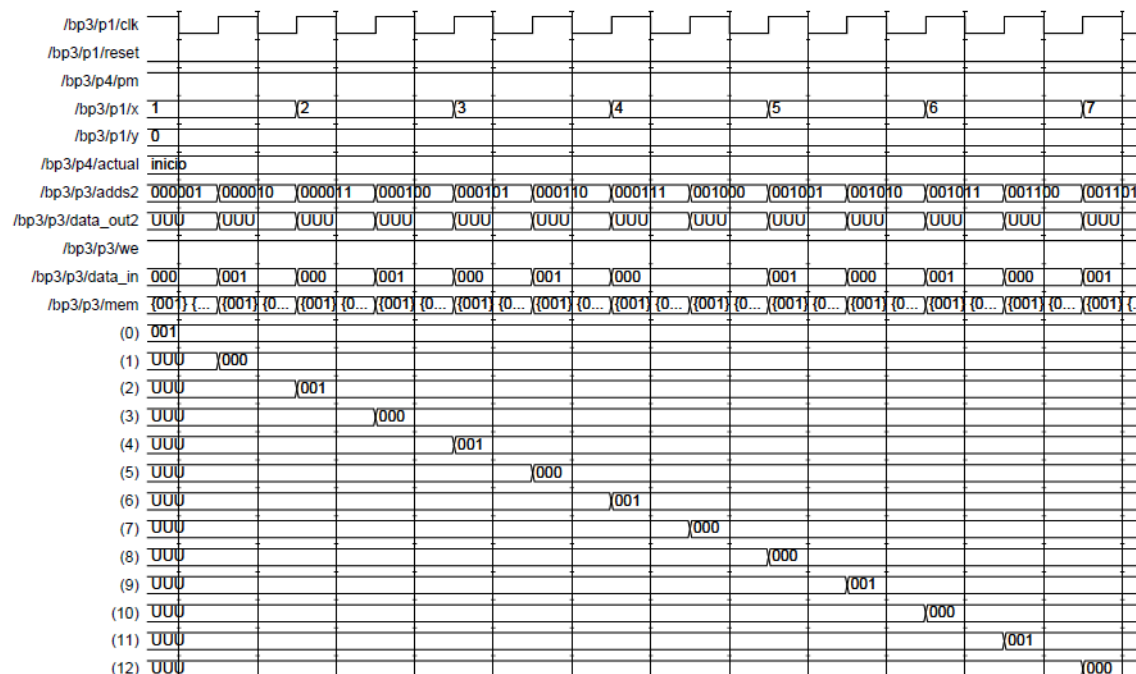 /bp3/p1/clk
/bp3/p1/reset
/bp3/p4/pm
/bp3/p1/x 1 2 3 4 5 6 7
/bp3/p1/y 0
/bp3/p4/actual inicio
/bp3/p3/adds2 000001 000010 000011 000100 000101 000110 000111 001000 001001 001010 001011 001100 001101
/bp3/p3/data_out2 UUU UUU UUU UUU UUU UUU UUU UUU UUU UUU UUU UUU UUU
/bp3/p3/we
/bp3/p3/data_in 000 001 000 001 000 001 000 001 000 001 000 001
/bp3/p3/mem {001} {... {001} {0... {001} {0... {001} {0... {001} {0... {001} {0... {001} {0... {001} {0... {001} {0... {001} {0... {001} {0... {001} {0... {001} {...
(0) 001
(1) UUU 000
(2) UUU 001
(3) UUU 000
(4) UUU 001
(5) UUU 000
(6) UUU 001
(7) UUU 000
(8) UUU 000
(9) UUU 001
(10) UUU 000
(11) UUU 001
(12) UUU 000